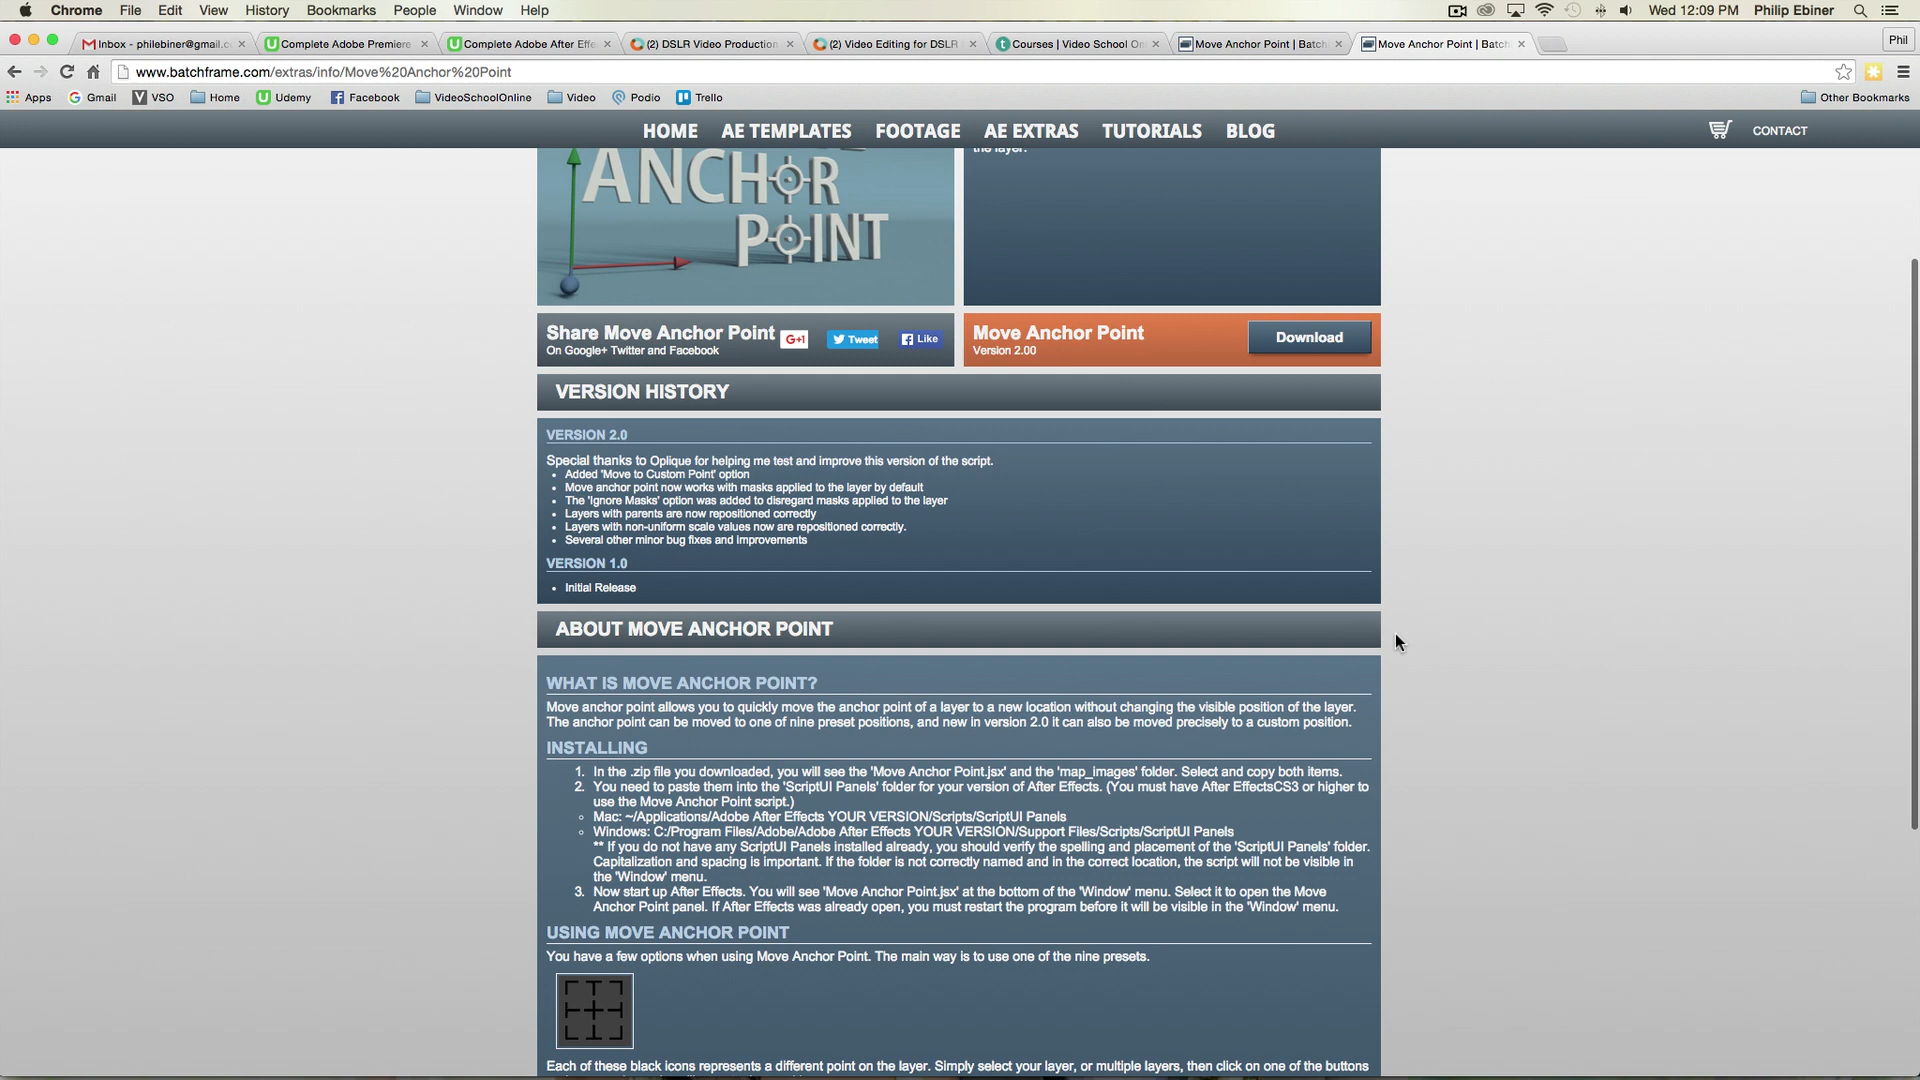 Chrome File Edit View History Bookmarks People Window Help
Wed 12:09 PM Philip Ebiner
Inbox - philebiner@gmail.c
Complete Adobe Premiere
Complete Adobe After Effe
(2) DSLR Video Production
(2) Video Editing for DSLR
Courses | Video School On
Move Anchor Point | Batch
Move Anchor Point | Batch
Phil
www.batchframe.com/extras/info/Move%20Anchor%20Point
Apps Gmail VSO Home Udemy Facebook VideoSchoolOnline Video Podio Trello Other Bookmarks
HOME AE TEMPLATES FOOTAGE AE EXTRAS TUTORIALS BLOG CONTACT
the layer.
ANCHOR
POINT
Share Move Anchor Point
On Google+ Twitter and Facebook
G+1 Tweet Like
Move Anchor Point
Version 2.00
Download
VERSION HISTORY
VERSION 2.0
Special thanks to Oplique for helping me test and improve this version of the script.
• Added 'Move to Custom Point' option
• Move anchor point now works with masks applied to the layer by default
• The 'Ignore Masks' option was added to disregard masks applied to the layer
• Layers with parents are now repositioned correctly
• Layers with non-uniform scale values now are repositioned correctly.
• Several other minor bug fixes and improvements
VERSION 1.0
• Initial Release
ABOUT MOVE ANCHOR POINT
WHAT IS MOVE ANCHOR POINT?
Move anchor point allows you to quickly move the anchor point of a layer to a new location without changing the visible position of the layer.
The anchor point can be moved to one of nine preset positions, and new in version 2.0 it can also be moved precisely to a custom position.
INSTALLING
1. In the .zip file you downloaded, you will see the 'Move Anchor Point.jsx' and the 'map_images' folder. Select and copy both items.
2. You need to paste them into the 'ScriptUI Panels' folder for your version of After Effects. (You must have After EffectsCS3 or higher to
use the Move Anchor Point script.)
○ Mac: ~/Applications/Adobe After Effects YOUR VERSION/Scripts/ScriptUI Panels
○ Windows: C:/Program Files/Adobe/Adobe After Effects YOUR VERSION/Support Files/Scripts/ScriptUI Panels
** If you do not have any ScriptUI Panels installed already, you should verify the spelling and placement of the 'ScriptUI Panels' folder.
Capitalization and spacing is important. If the folder is not correctly named and in the correct location, the script will not be visible in
the 'Window' menu.
3. Now start up After Effects. You will see 'Move Anchor Point.jsx' at the bottom of the 'Window' menu. Select it to open the Move
Anchor Point panel. If After Effects was already open, you must restart the program before it will be visible in the 'Window' menu.
USING MOVE ANCHOR POINT
You have a few options when using Move Anchor Point. The main way is to use one of the nine presets.
Each of these black icons represents a different point on the layer. Simply select your layer, or multiple layers, then click on one of the buttons